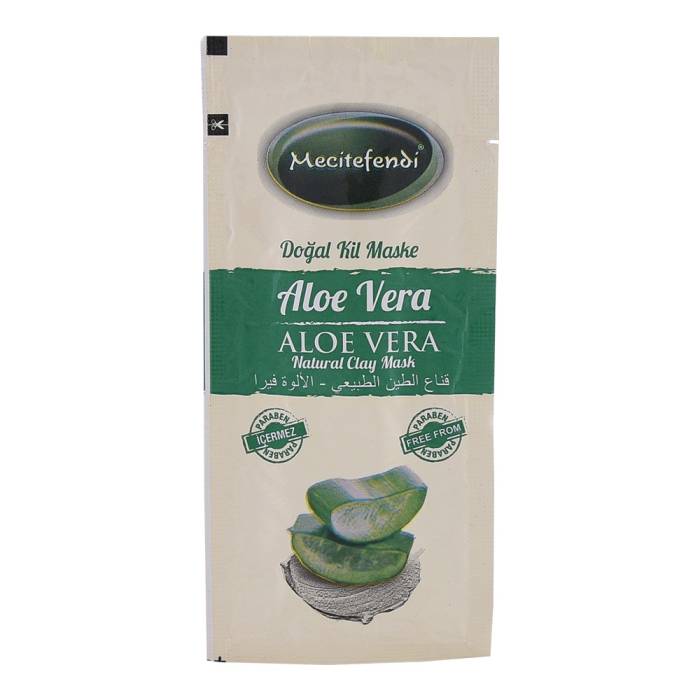 Mecitefendi®
Doğal Kil Maske
Aloe Vera
ALOE VERA
Natural Clay Mask
قناع الطين الطبيعي - الألوة فيرا
PARABEN
İÇERMEZ
PARABEN
PARABEN
FREE FROM
PARABEN